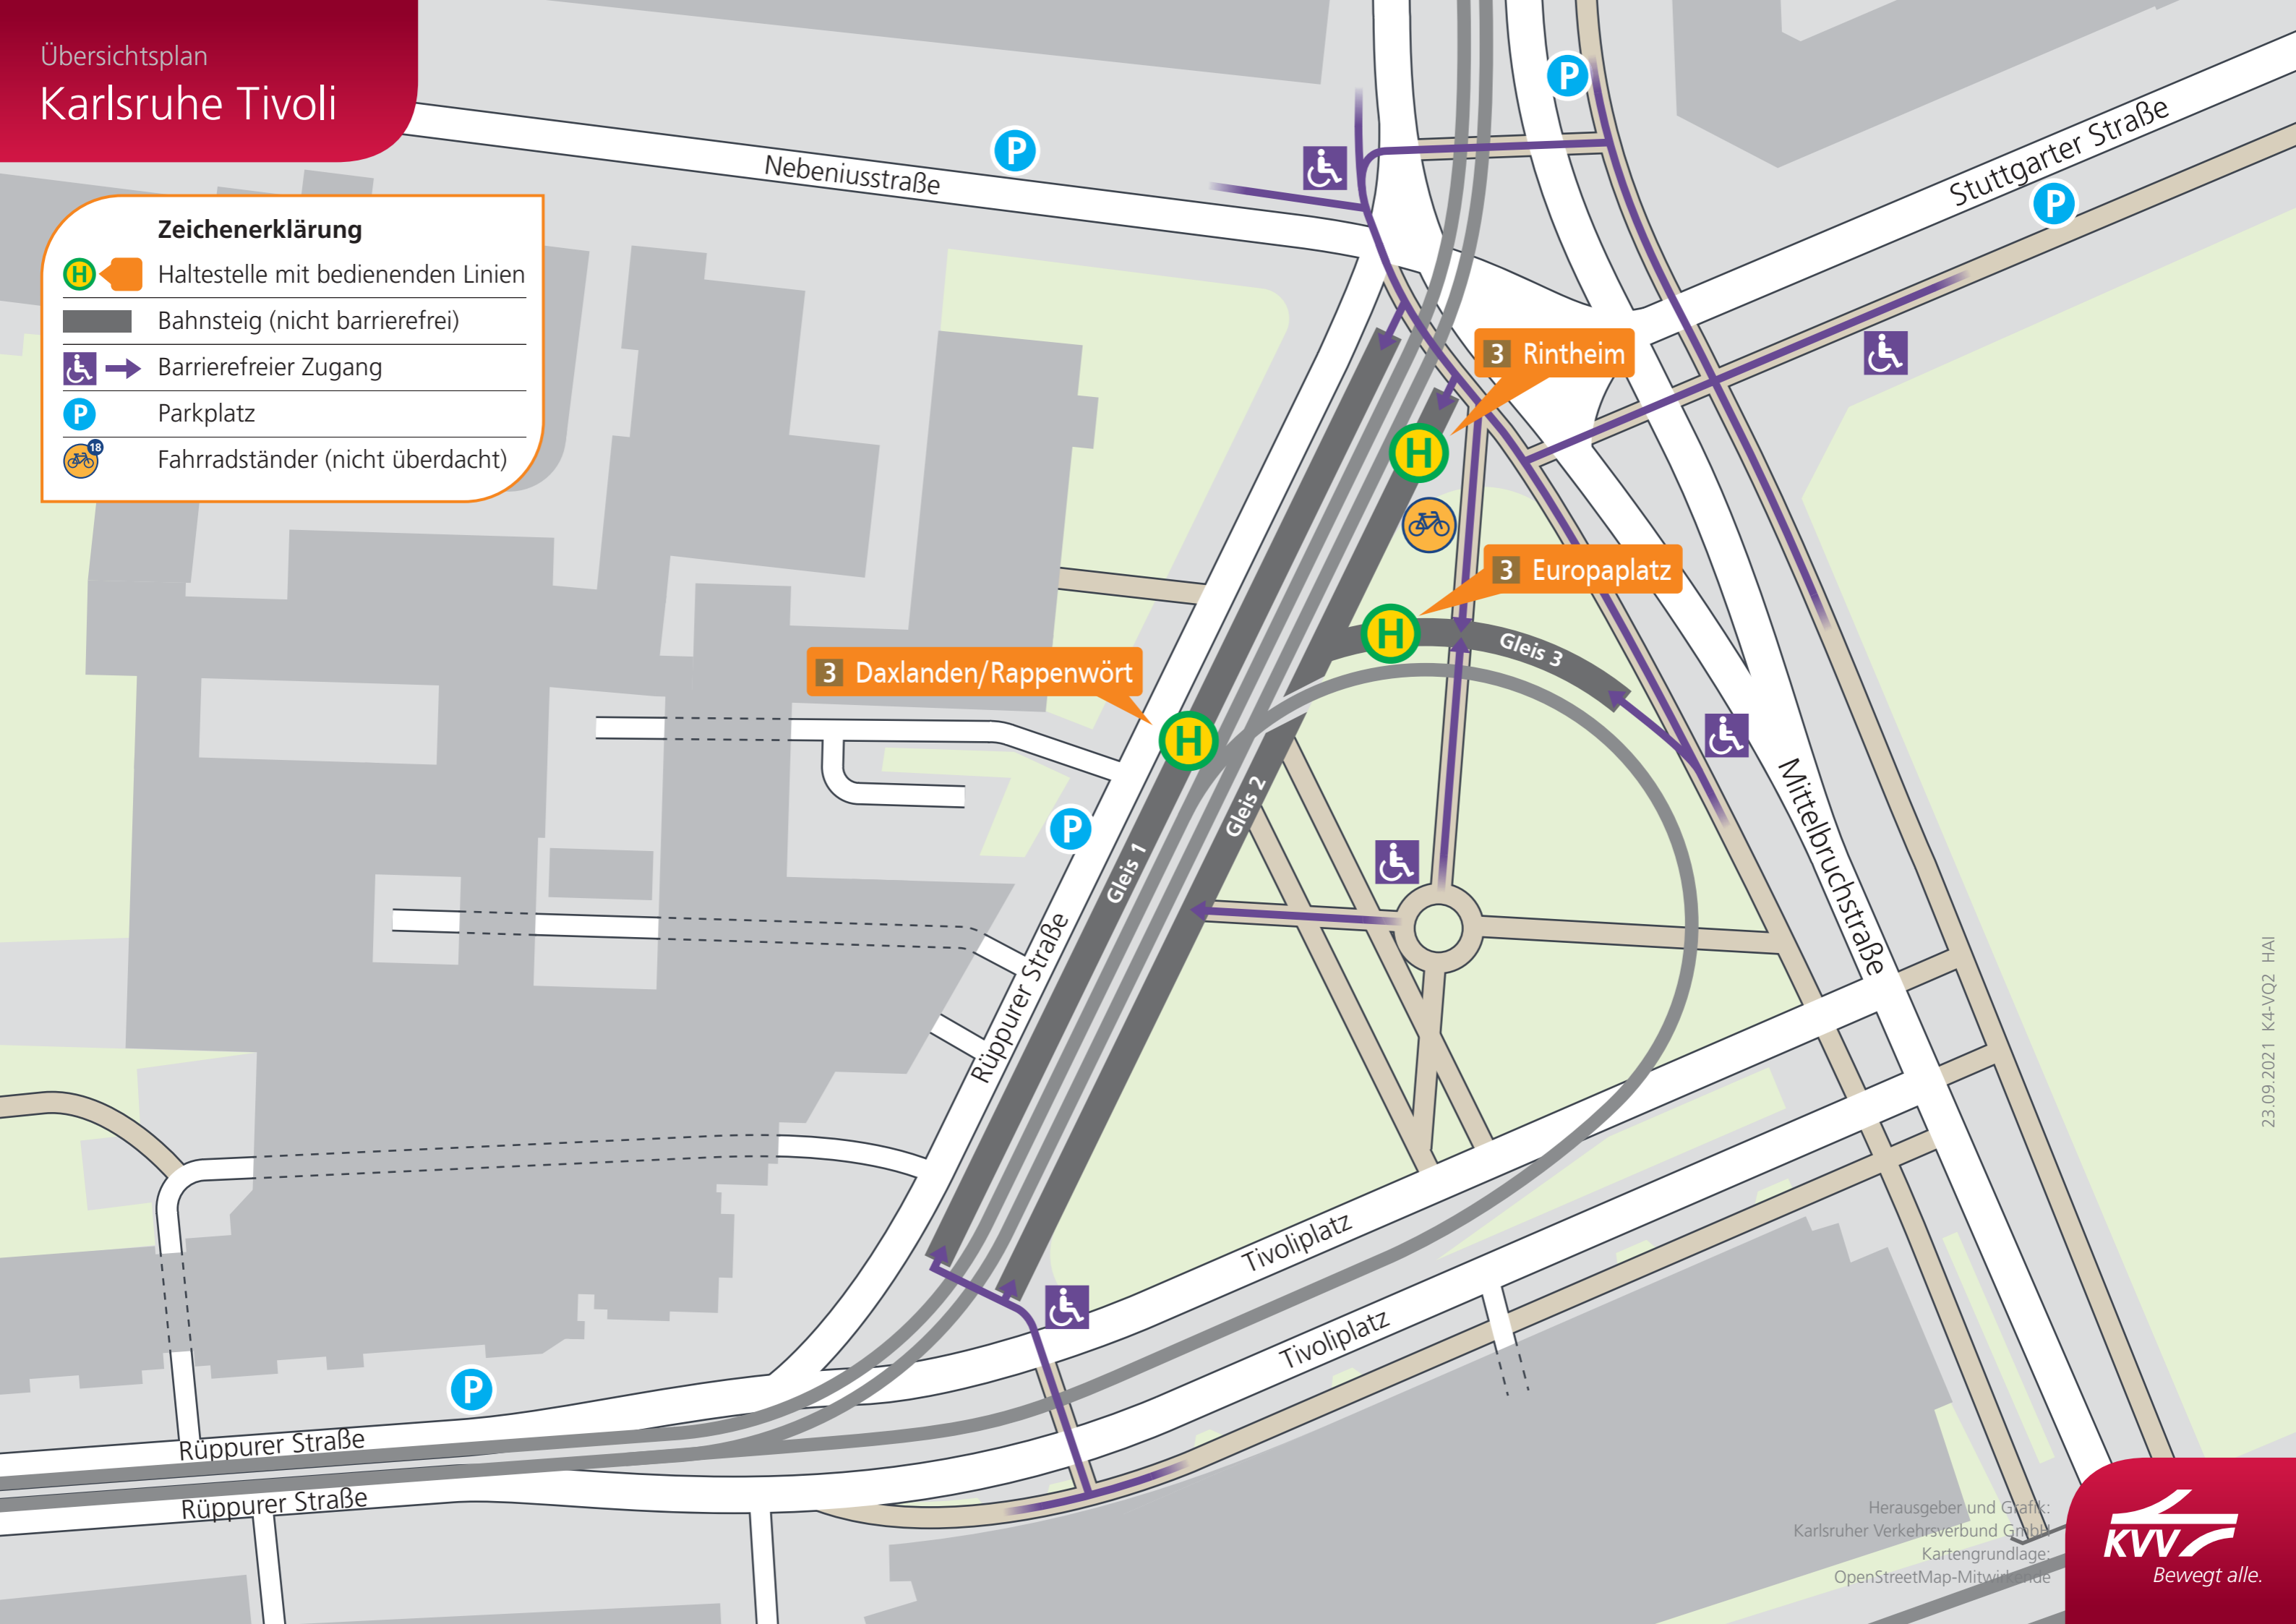 Übersichtsplan
Karlsruhe Tivoli
Zeichenerklärung
H Haltestelle mit bedienenden Linien
Bahnsteig (nicht barrierefrei)
Barrierefreier Zugang
P Parkplatz
18 Fahrradständer (nicht überdacht)
Nebeniusstraße
P
P
Stuttgarter Straße
P
3 Rintheim
H
3 Europaplatz
H
Gleis 3
3 Daxlanden/Rappenwört
H
P
Gleis 1
Gleis 2
Rüppurer Straße
Mittelbruchstraße
Tivoliplatz
Tivoliplatz
P
Rüppurer Straße
Rüppurer Straße
23.09.2021 K4-VQ2 HAI
Herausgeber und Grafik:
Karlsruher Verkehrsverbund GmbH
Kartengrundlage:
OpenStreetMap-Mitwirkende
KVV
Bewegt alle.